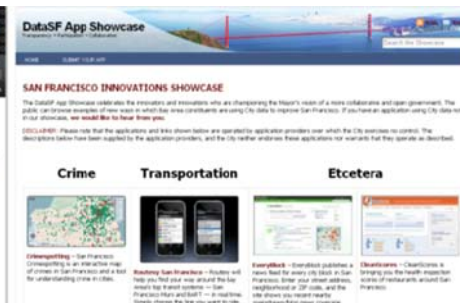 DataSF App Showcase
Transparency • Participation • Collaboration
Search the Showcase
HOME SUBMIT YOUR APP
SAN FRANCISCO INNOVATIONS SHOWCASE
The DataSF App Showcase celebrates the innovators and innovations who are championing the Mayor's vision of a more collaborative and open government. The
public can browse examples of new ways in which Bay Area constituents are using City data to improve San Francisco. If you have an application using City data not
in our showcase, we would like to hear from you.
DISCLAIMER: Please note that the applications and links shown below are operated by application providers over which the City exercises no control. The
descriptions below have been supplied by the application providers, and the City neither endorses these applications nor warrants that they operate as described.
Crime Transportation Etcetera
Crimespotting – San Francisco
Crimespotting is an interactive map
of crimes in San Francisco and a tool
for understanding crime in cities.
Routesy San Francisco – Routesy will
help you find your way around the bay
area's top transit systems — San
Francisco Muni and BART — in real-time.
EveryBlock – EveryBlock publishes a
news feed for every city block in San
Francisco. Enter your street address,
neighborhood or ZIP code, and the
site shows you recent nearby
CleanScores – CleanScores is
bringing you the health inspection
scores of restaurants around San
Francisco.